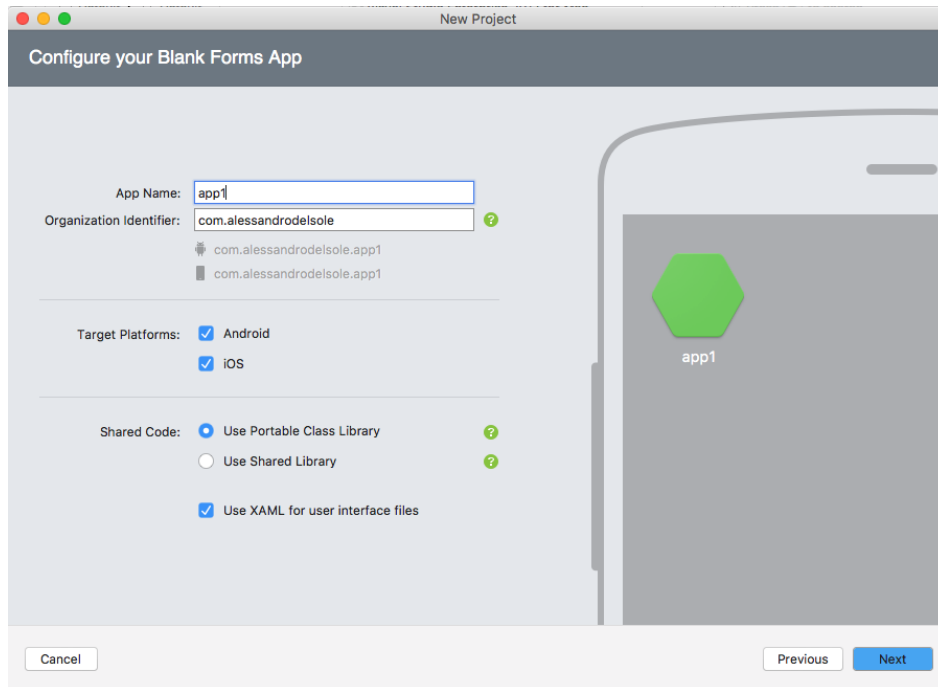 New Project
Configure your Blank Forms App
App Name: app1
Organization Identifier: com.alessandrodelsole ?
com.alessandrodelsole.app1
com.alessandrodelsole.app1
Target Platforms: Android
iOS
app1
Shared Code: Use Portable Class Library ?
Use Shared Library ?
Use XAML for user interface files
Cancel Previous Next